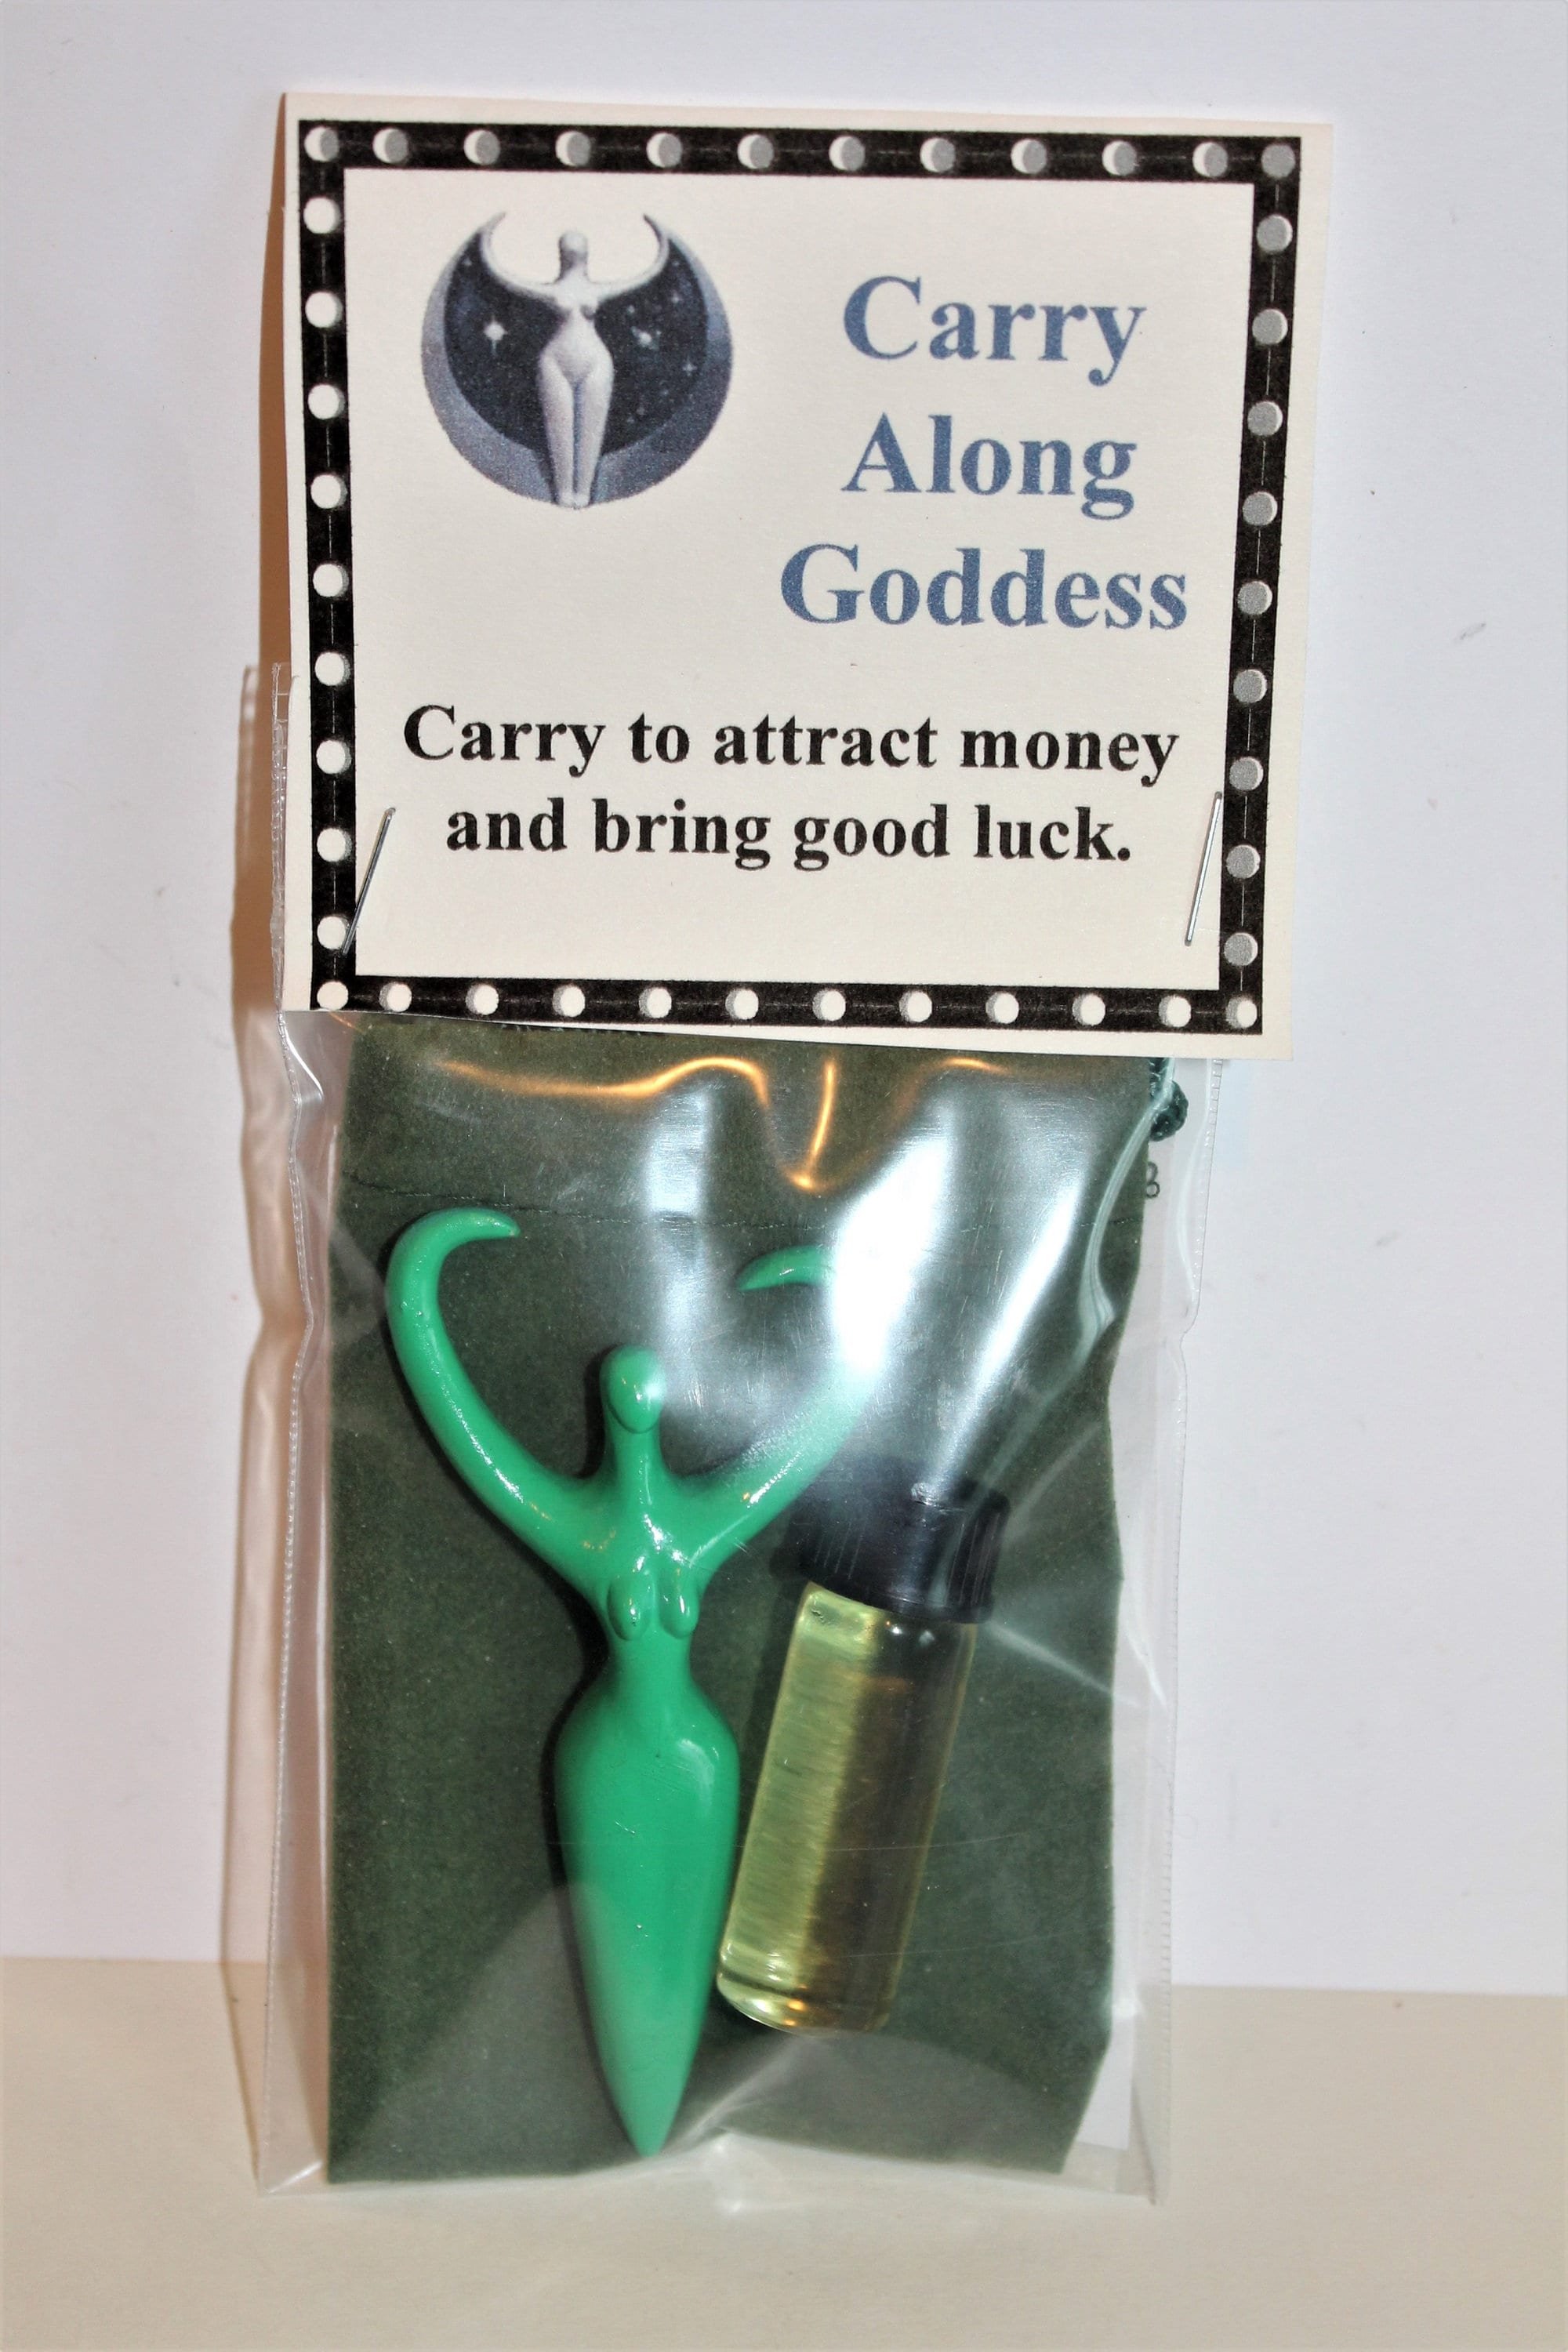 Carry
Along
Goddess
Carry to attract money
and bring good luck.